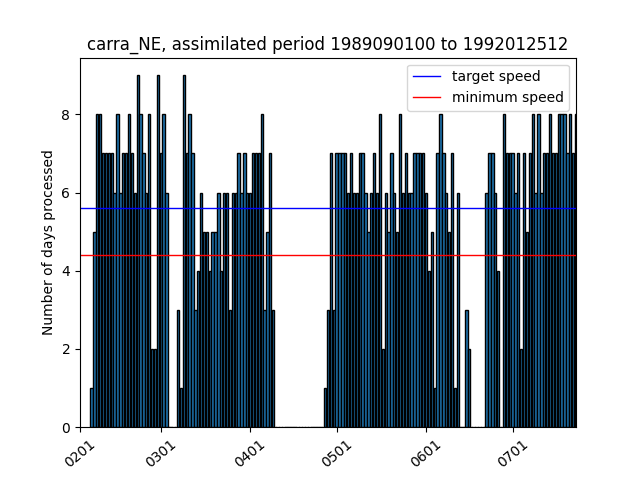 carra_NE, assimilated period 1989090100 to 1992012512
target speed
minimum speed
Number of days processed
8
6
4
2
0
0201
0301
0401
0501
0601
0701